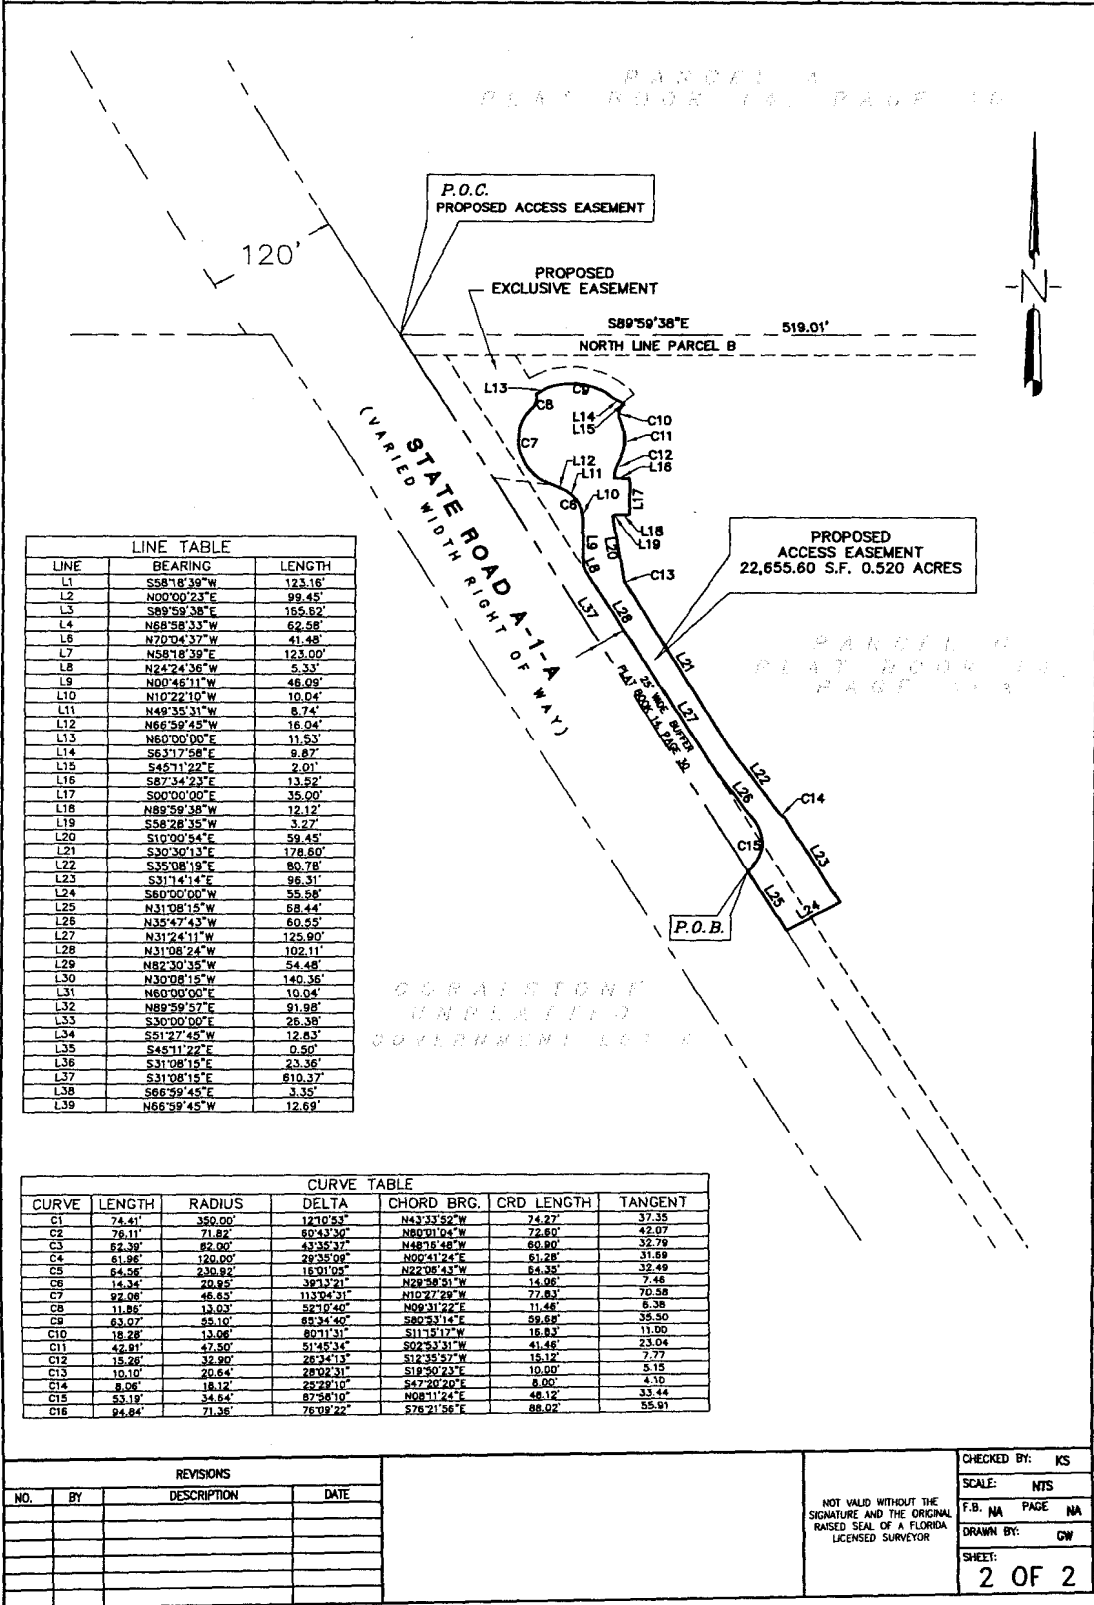 PARCEL A
PLAT BOOK 14, PAGE
P.O.C.
PROPOSED ACCESS EASEMENT
120'
PROPOSED
EXCLUSIVE EASEMENT
N
S89°59'38"E 519.01'
NORTH LINE PARCEL B
L13
C9
C8
L14
L15
C10
C11
C7
C12
L16
L12
L11
L10
L17
C6
L18
L19
L9
L20
L8
C13
STATE ROAD A-1-A
(VARIED WIDTH RIGHT OF WAY)
PROPOSED
ACCESS EASEMENT
22,655.60 S.F. 0.520 ACRES
L37
L28
L21
25' WIDE BUFFER
PLAT BOOK 14, PAGE 30
L27
PARCEL
PLAT BOOK
PAGE
L22
L26
C14
C15
L23
L25
L24
P.O.B.
CORALSTONE
UNPLATTED
GOVERNMENT LOT
LINE TABLE
LINE BEARING LENGTH
L1 S58°18'39"W 123.16'
L2 N00°00'23"E 99.45'
L3 S89°59'38"E 165.62'
L4 N68°58'33"W 62.58'
L6 N70°04'37"W 41.48'
L7 N58°18'39"E 123.00'
L8 N24°24'36"W 5.33'
L9 N00°46'11"W 46.09'
L10 N10°22'10"W 10.04'
L11 N49°35'31"W 8.74'
L12 N66°59'45"W 16.04'
L13 N60°00'00"E 11.53'
L14 S63°17'58"E 9.87'
L15 S45°11'22"E 2.01'
L16 S87°34'23"E 13.52'
L17 S00°00'00"E 35.00'
L18 N89°59'38"W 12.12'
L19 S58°28'35"W 3.27'
L20 S10°00'54"E 59.45'
L21 S30°30'13"E 178.60'
L22 S35°08'19"E 80.78'
L23 S31°14'14"E 96.31'
L24 S60°00'00"W 55.58'
L25 N31°08'15"W 68.44'
L26 N35°47'43"W 60.55'
L27 N31°24'11"W 125.90'
L28 N31°08'24"W 102.11'
L29 N82°30'35"W 54.48'
L30 N30°08'15"W 140.36'
L31 N60°00'00"E 10.04'
L32 N89°59'57"E 91.98'
L33 S30°00'00"E 26.38'
L34 S51°27'45"W 12.83'
L35 S45°11'22"E 0.50'
L36 S31°08'15"E 23.36'
L37 S31°08'15"E 610.37'
L38 S66°59'45"E 3.35'
L39 N66°59'45"W 12.69'
CURVE TABLE
CURVE LENGTH RADIUS DELTA CHORD BRG. CRD LENGTH TANGENT
C1 74.41' 350.00' 12°10'53" N43°33'52"W 74.27' 37.35
C2 76.11' 71.82' 60°43'30" N80°01'04"W 72.60' 42.07
C3 62.39' 82.00' 43°35'37" N48°16'48"W 60.90' 32.79
C4 61.96' 120.00' 29°35'09" N00°41'24"E 61.28' 31.69
C5 64.56' 230.92' 16°01'05" N22°06'43"W 64.35' 32.49
C6 14.34' 20.95' 39°13'21" N29°58'51"W 14.06' 7.46
C7 92.06' 46.65' 113°04'31" N10°27'29"W 77.83' 70.58
C8 11.86' 13.03' 52°10'40" N09°31'22"E 11.46' 6.38
C9 63.07' 55.10' 65°34'40" S80°53'14"E 59.68' 35.50
C10 18.28' 13.06' 80°11'31" S11°15'17"W 16.83' 11.00
C11 42.91' 47.50' 51°45'34" S02°53'31"W 41.46' 23.04
C12 15.26' 32.90' 26°34'13" S12°35'57"W 15.12' 7.77
C13 10.10' 20.64' 28°02'31" S19°50'23"E 10.00' 5.15
C14 8.06' 18.12' 25°29'10" S47°20'20"E 8.00' 4.10
C15 53.19' 34.64' 87°58'10" N08°11'24"E 48.12' 33.44
C16 94.84' 71.36' 76°09'22" S76°21'56"E 88.02' 55.91
REVISIONS
NO. BY DESCRIPTION DATE
NOT VALID WITHOUT THE
SIGNATURE AND THE ORIGINAL
RAISED SEAL OF A FLORIDA
LICENSED SURVEYOR
CHECKED BY: KS
SCALE: NTS
F.B. NA PAGE NA
DRAWN BY: GW
SHEET:
2 OF 2